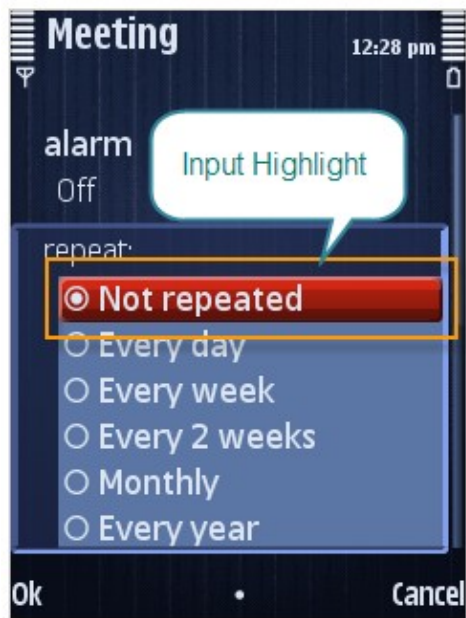 Meeting
12:28 pm
alarm
Input Highlight
Off
repeat:
Not repeated
Every day
Every week
Every 2 weeks
Monthly
Every year
Ok
Cancel